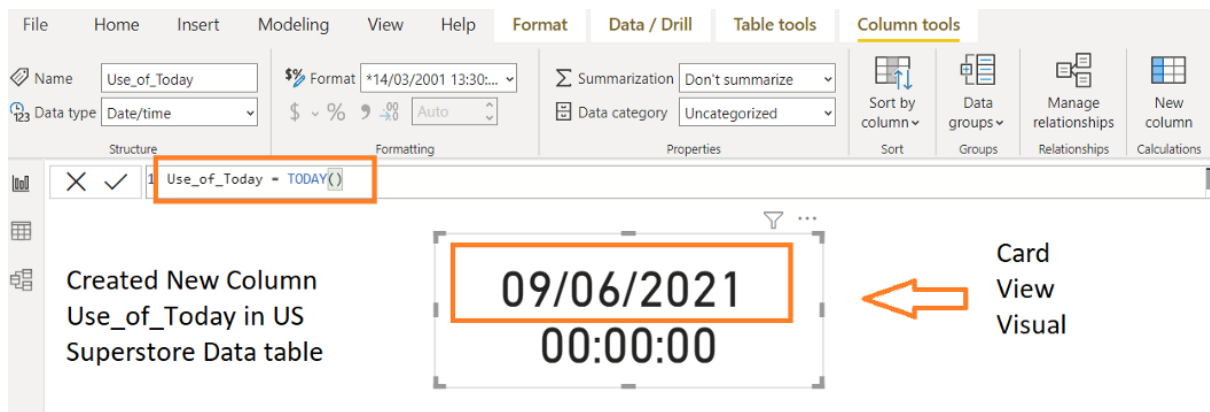 File Home Insert Modeling View Help Format Data / Drill Table tools Column tools
Name Use_of_Today $% Format *14/03/2001 13:30:... Σ Summarization Don't summarize
Data type Date/time $ % 9 .00 Auto Data category Uncategorized
Sort by column Data groups Manage relationships New column
Structure Formatting Properties Sort Groups Relationships Calculations
1 Use_of_Today = TODAY()
09/06/2021
00:00:00
Created New Column
Use_of_Today in US
Superstore Data table
Card
View
Visual